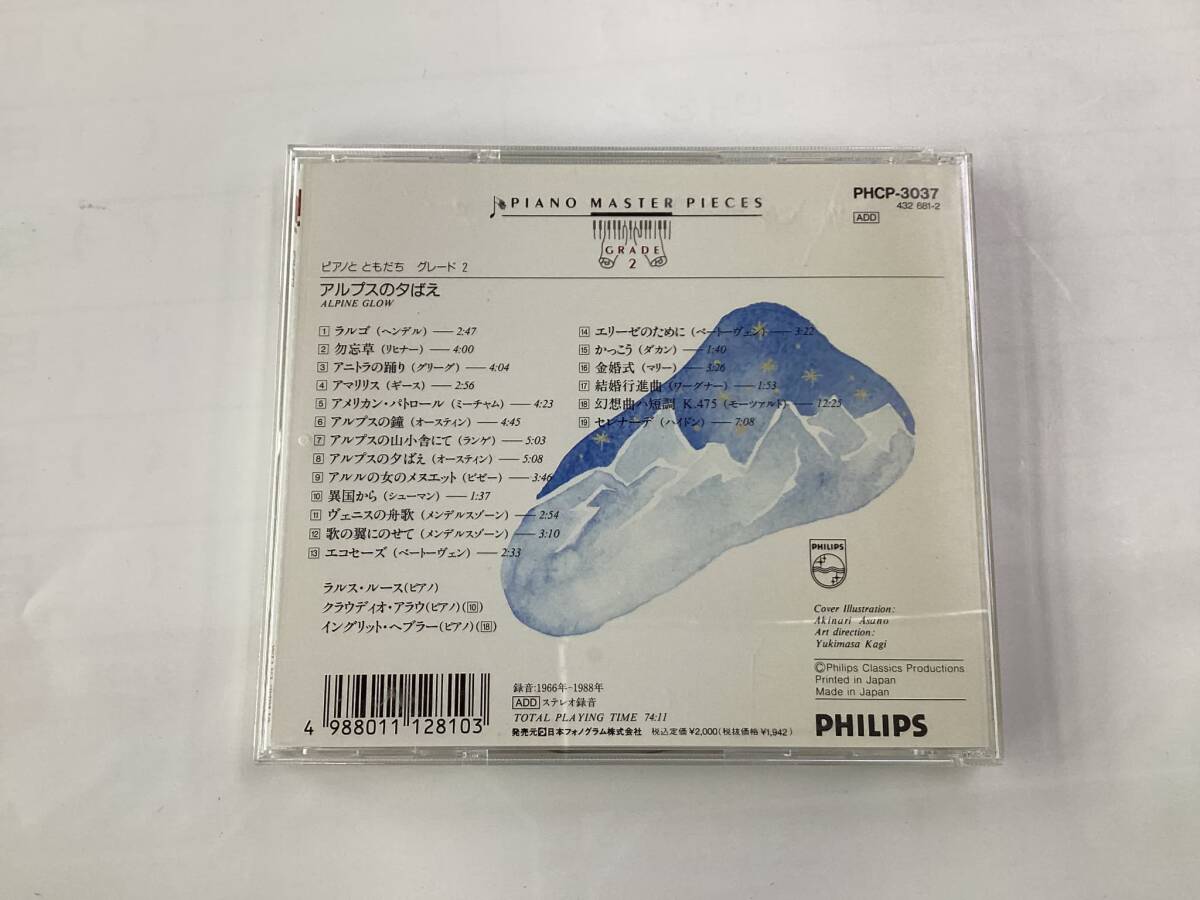 PIANO MASTER PIECES
GRADE
2
PHCP-3037
432 681-2
ADD
ピアノと ともだち グレード 2
アルプスの夕ばえ
ALPINE GLOW
1 ラルゴ (ヘンデル) — 2:47
2 勿忘草 (リヒナー) — 4:00
3 アニトラの踊り (グリーグ) — 4:04
4 アマリリス (ギース) — 2:56
5 アメリカン・パトロール (ミーチャム) — 4:23
6 アルプスの鐘 (オースティン) — 4:45
7 アルプスの山小舎にて (ランゲ) — 5:03
8 アルプスの夕ばえ (オースティン) — 5:08
9 アルルの女のメヌエット (ビゼー) — 3:46
10 異国から (シューマン) — 1:37
11 ヴェニスの舟歌 (メンデルスゾーン) — 2:54
12 歌の翼にのせて (メンデルスゾーン) — 3:10
13 エコセーズ (ベートーヴェン) — 2:33
14 エリーゼのために (ベートーヴェン) — 3:22
15 かっこう (ダカン) — 1:40
16 金婚式 (マリー) — 3:26
17 結婚行進曲 (ワーグナー) — 1:53
18 幻想曲ハ短調 K.475 (モーツァルト) — 12:25
19 セレナーデ (ハイドン) — 7:08
ラルス・ルース(ピアノ)
クラウディオ・アラウ(ピアノ)(10)
イングリット・ヘブラー(ピアノ)(18)
PHILIPS
Cover Illustration:
Akinari Asano
Art direction:
Yukimasa Kagi
©Philips Classics Productions
Printed in Japan
Made in Japan
PHILIPS
4 988011 128103
録音:1966年-1988年
ADD ステレオ録音
TOTAL PLAYING TIME 74:11
発売元 日本フォノグラム株式会社 税込定価¥2,000(税抜価格¥1,942)